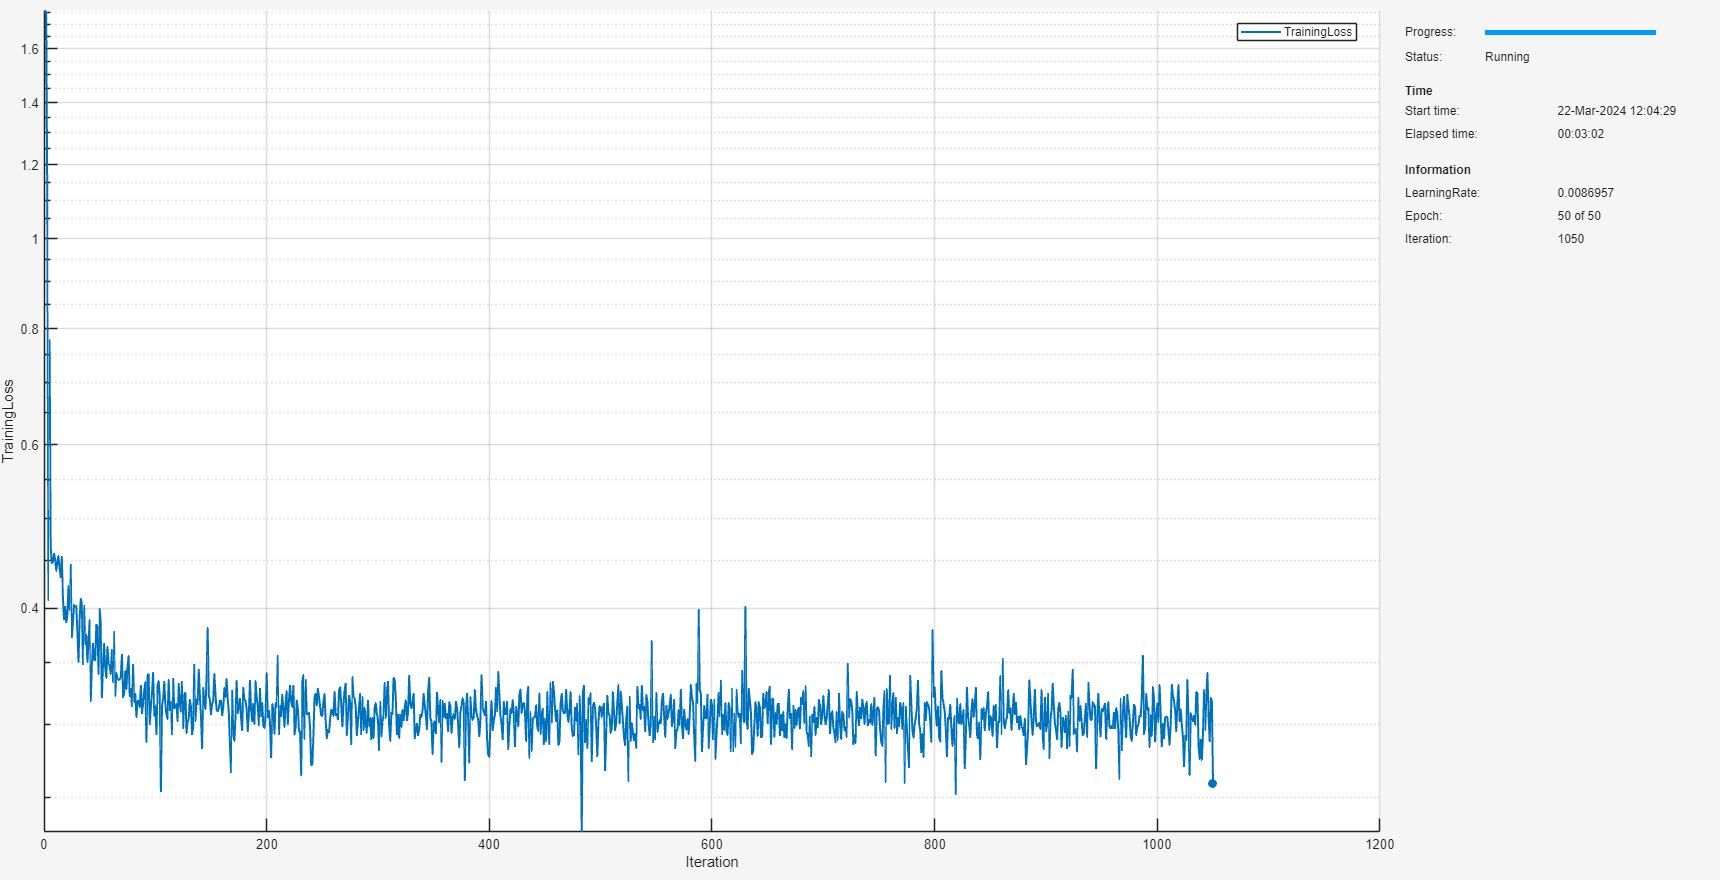 TrainingLoss
1.6
1.4
1.2
1
0.8
0.6
0.4
TrainingLoss
0
200
400
600
800
1000
1200
Iteration
Progress:
Status: Running
Time
Start time: 22-Mar-2024 12:04:29
Elapsed time: 00:03:02
Information
LearningRate: 0.0086957
Epoch: 50 of 50
Iteration: 1050